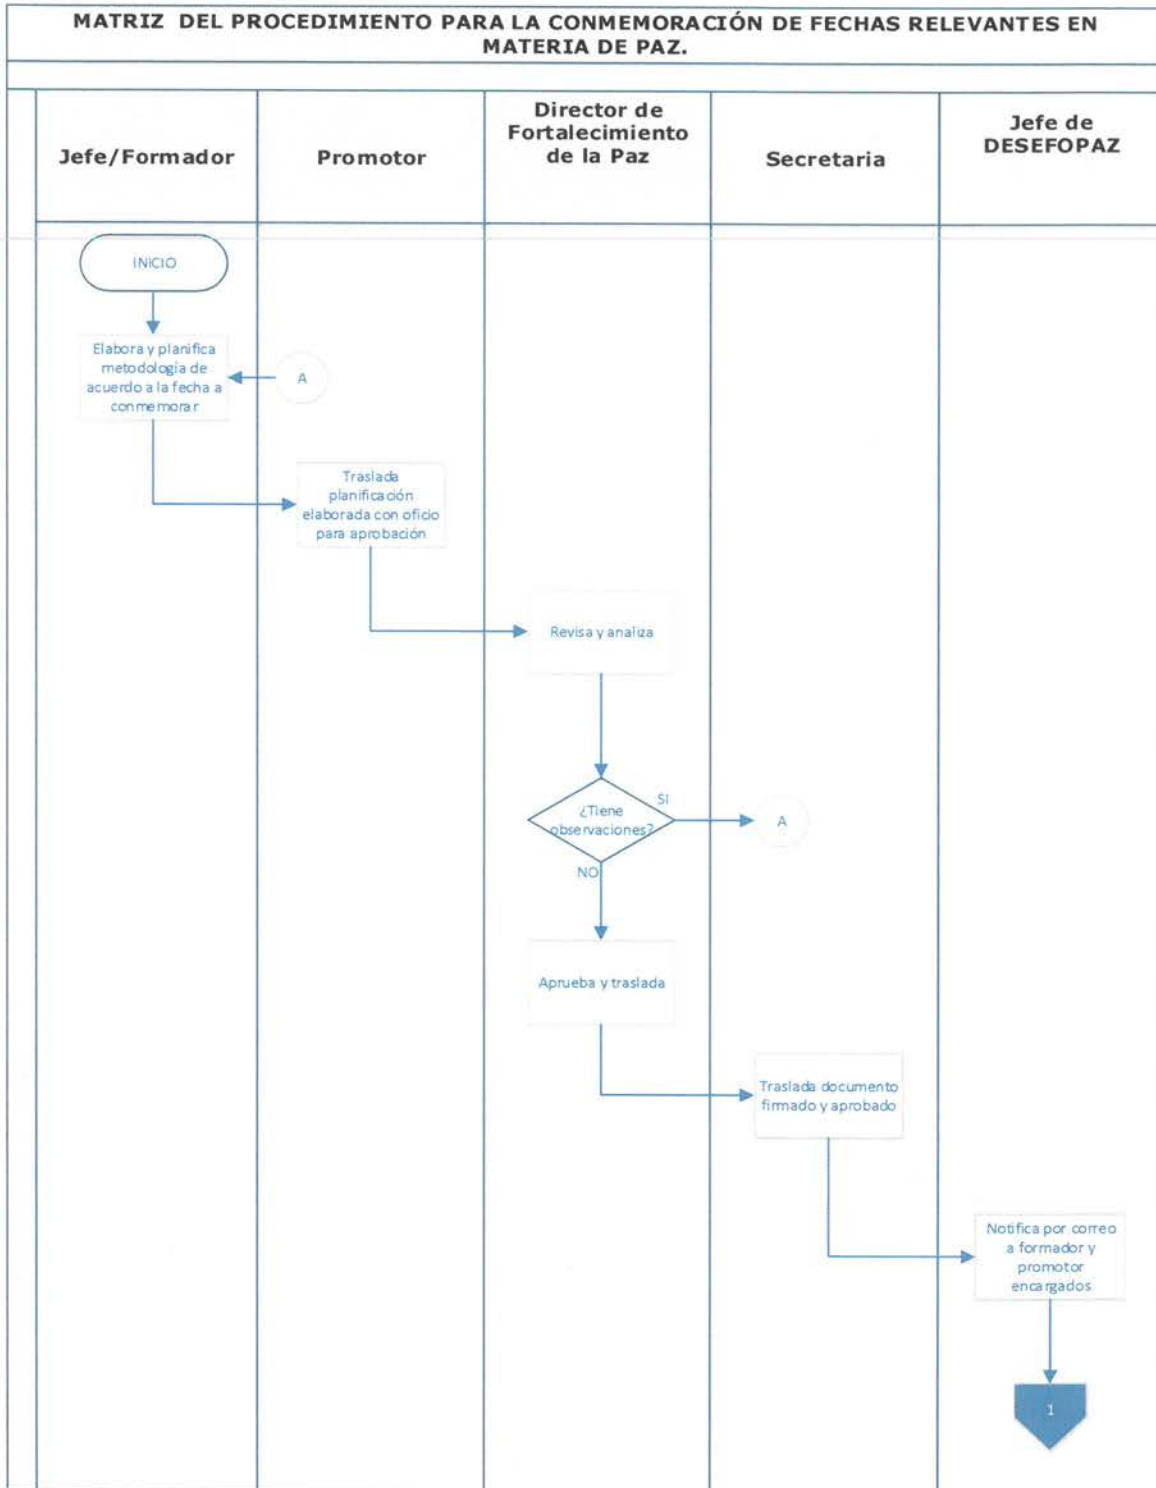 MATRIZ DEL PROCEDIMIENTO PARA LA CONMEMORACIÓN DE FECHAS RELEVANTES EN
MATERIA DE PAZ.
Jefe/Formador
Promotor
Director de
Fortalecimiento
de la Paz
Secretaria
Jefe de
DESEFOPAZ
INICIO
Elabora y planifica
metodología de
acuerdo a la fecha a
conmemorar
A
Traslada
planificación
elaborada con oficio
para aprobación
Revisa y analiza
¿Tiene
observaciones?
SI
A
NO
Aprueba y traslada
Traslada documento
firmado y aprobado
Notifica por correo
a formador y
promotor
encargados
1